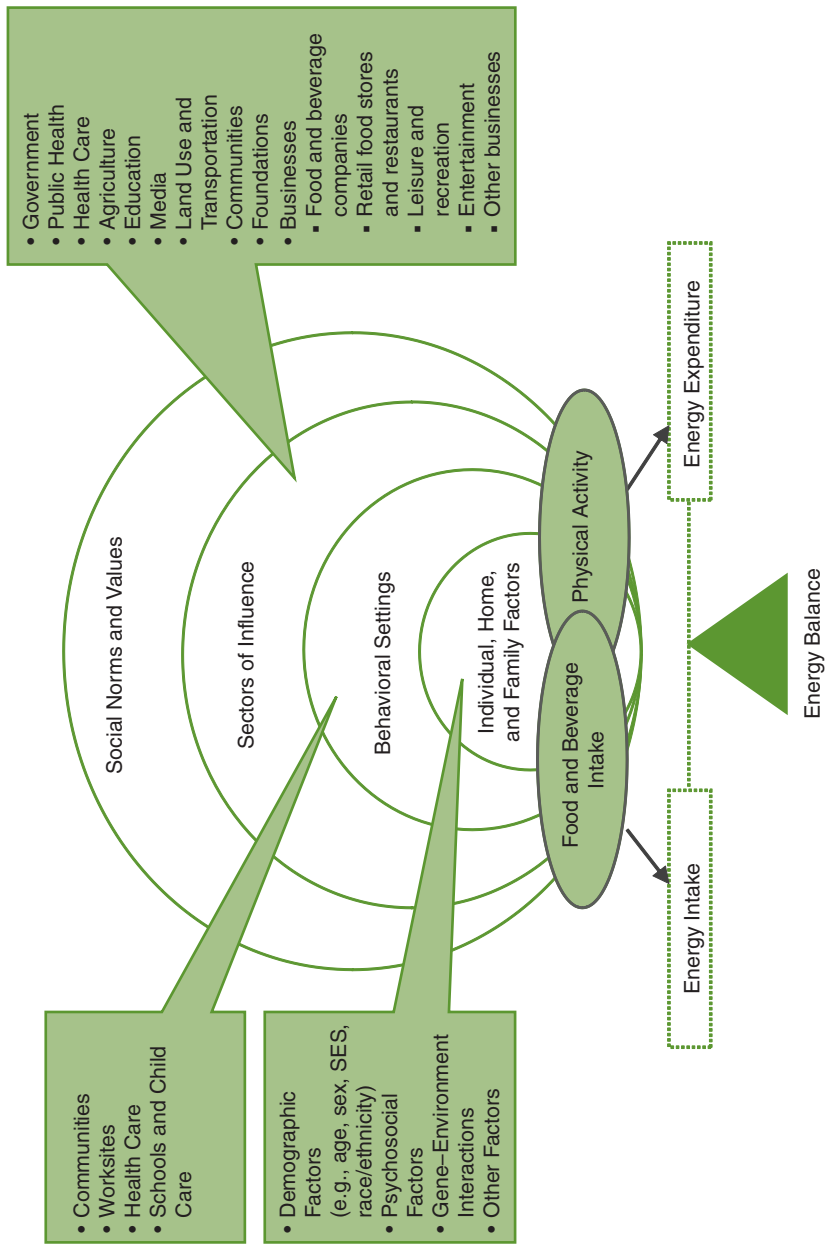 • Communities
• Worksites
• Health Care
• Schools and Child
Care
• Demographic
Factors
(e.g., age, sex, SES,
race/ethnicity)
• Psychosocial
Factors
• Gene–Environment
Interactions
• Other Factors
Social Norms and Values
Sectors of Influence
Behavioral Settings
Individual, Home,
and Family Factors
Food and Beverage
Intake
Physical Activity
• Government
• Public Health
• Health Care
• Agriculture
• Education
• Media
• Land Use and
Transportation
• Communities
• Foundations
• Businesses
▪ Food and beverage
companies
▪ Retail food stores
and restaurants
▪ Leisure and
recreation
▪ Entertainment
▪ Other businesses
Energy Intake
Energy Expenditure
Energy Balance